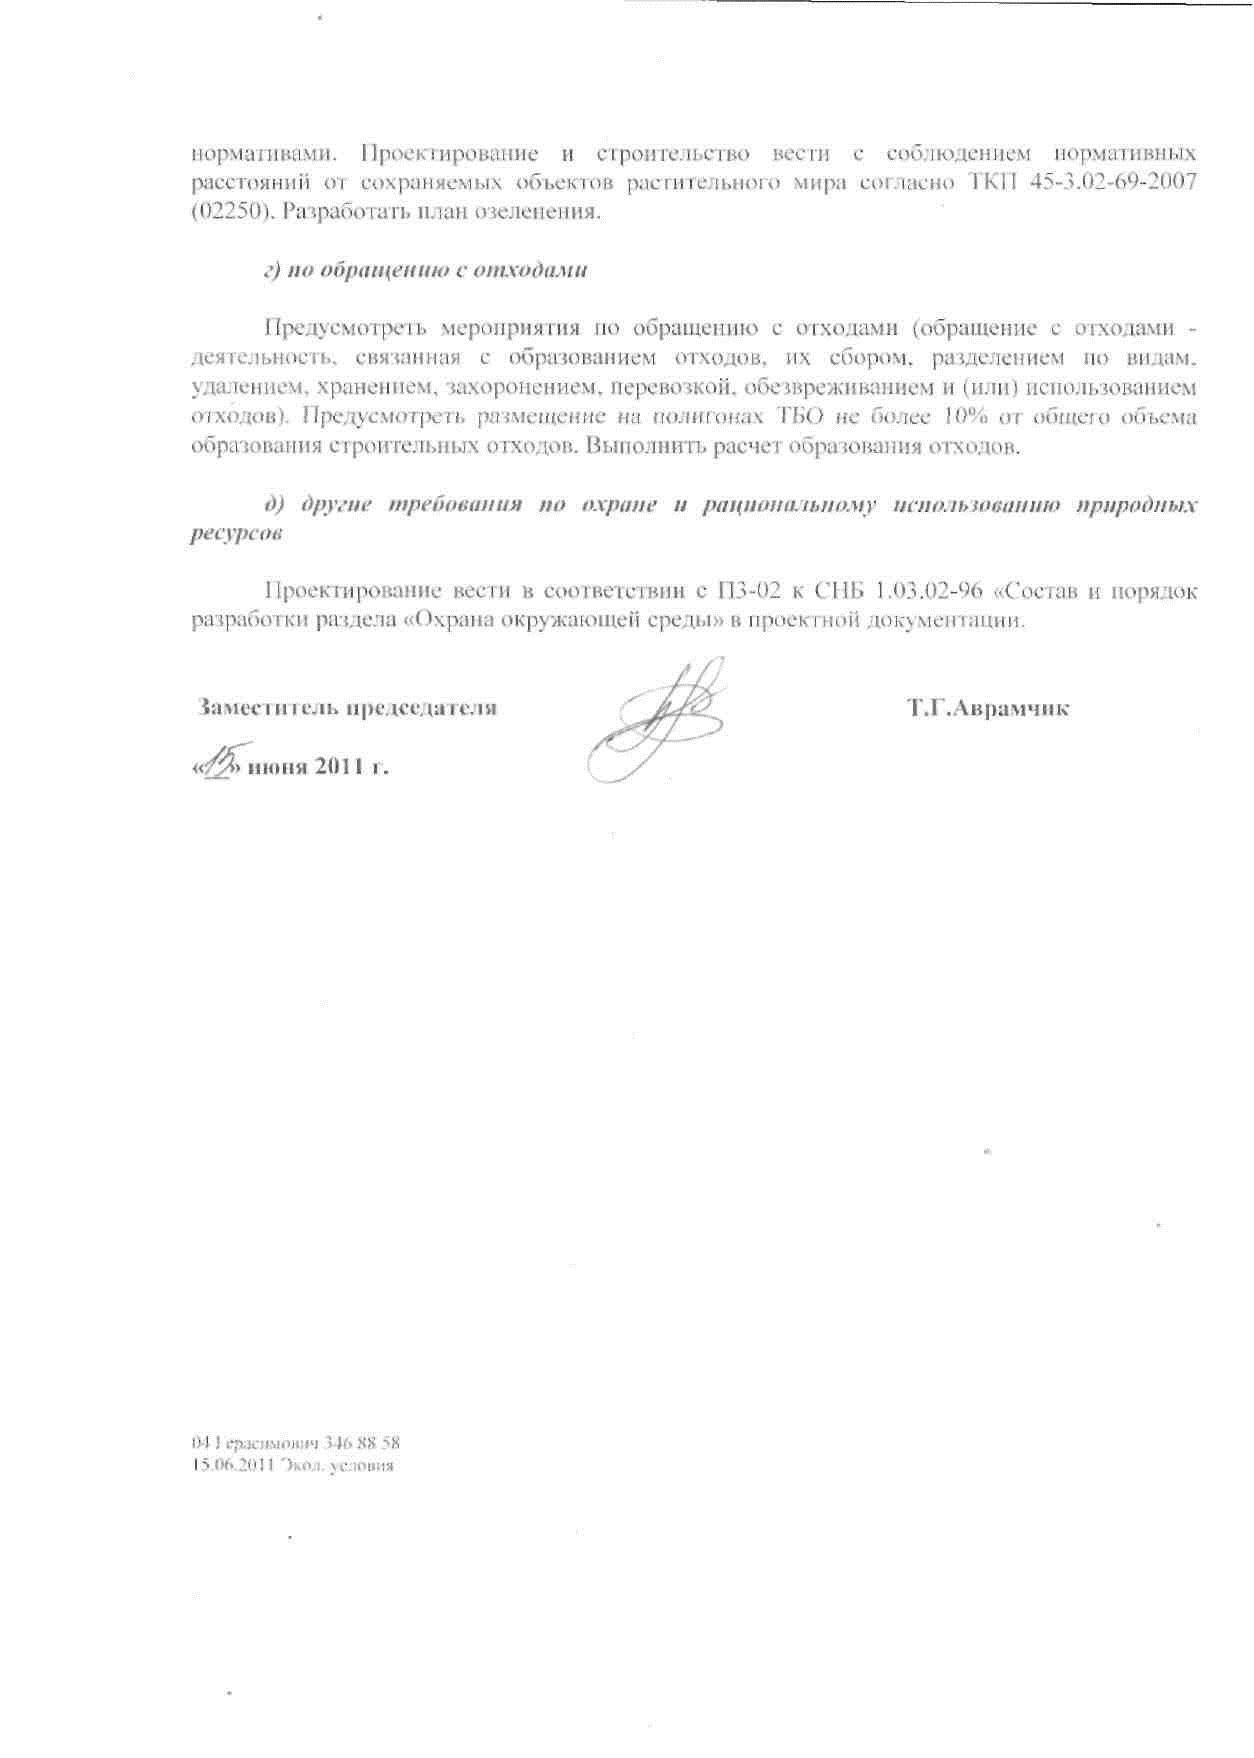 нормативами. Проектирование и строительство вести с соблюдением нормативных
расстояний от сохраняемых объектов растительного мира согласно ТКП 45-3.02-69-2007
(02250). Разработать план озеленения.
г) по обращению с отходами
Предусмотреть мероприятия по обращению с отходами (обращение с отходами -
деятельность, связанная с образованием отходов, их сбором, разделением по видам,
удалением, хранением, захоронением, перевозкой, обезвреживанием и (или) использованием
отходов). Предусмотреть размещение на полигонах ТБО не более 10% от общего объема
образования строительных отходов. Выполнить расчет образования отходов.
д) другие требования по охране и рациональному использованию природных
ресурсов
Проектирование вести в соответствии с П3-02 к СНБ 1.03.02-96 «Состав и порядок
разработки раздела «Охрана окружающей среды» в проектной документации.
Заместитель председателя Т.Г.Аврамчик
«15» июня 2011 г.
04 Герасимович 346 88 58
15.06.2011 Экол. условия